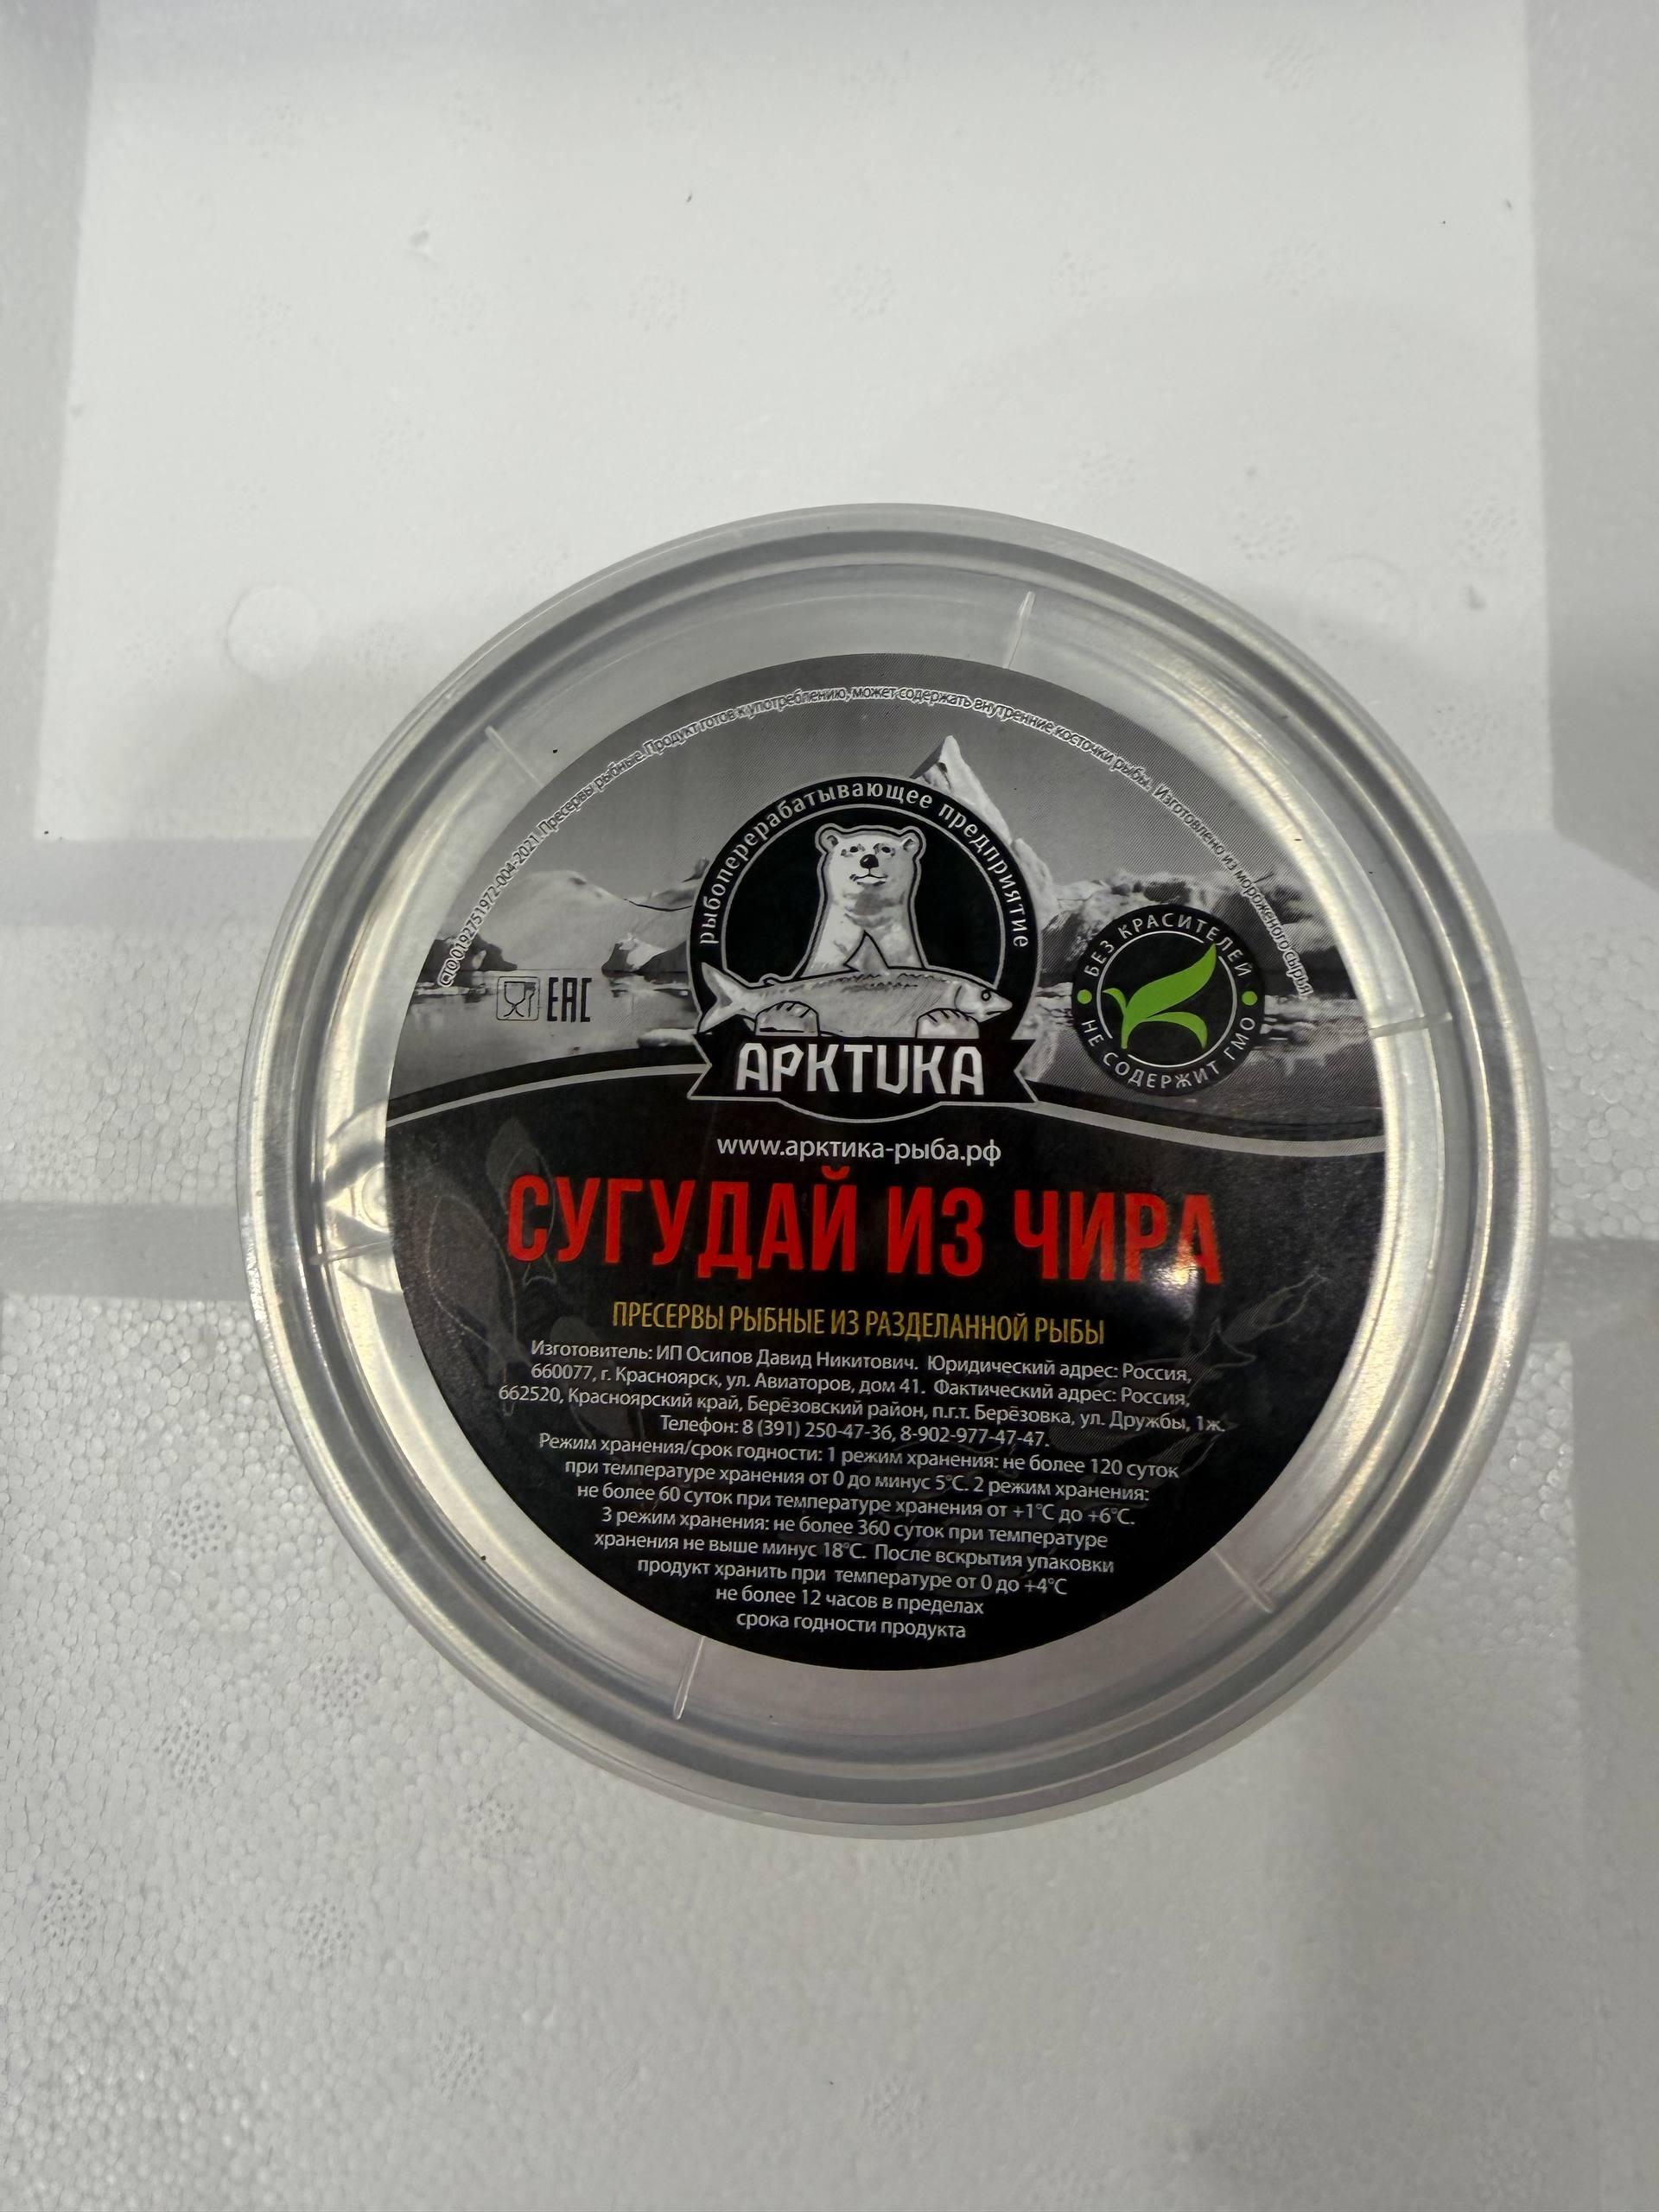 СТО 0192751972-004-2021. Пресервы рыбные. Продукт готов к употреблению, может содержать внутренние косточки рыбы. Изготовлено из мороженого сырья.
рыбоперерабатывающее предприятие
АРКТИКА
EAC
БЕЗ КРАСИТЕЛЕЙ
НЕ СОДЕРЖИТ ГМО
www.арктика-рыба.рф
СУГУДАЙ ИЗ ЧИРА
ПРЕСЕРВЫ РЫБНЫЕ ИЗ РАЗДЕЛАННОЙ РЫБЫ
Изготовитель: ИП Осипов Давид Никитович. Юридический адрес: Россия,
660077, г. Красноярск, ул. Авиаторов, дом 41. Фактический адрес: Россия,
662520, Красноярский край, Берёзовский район, п.г.т. Берёзовка, ул. Дружбы, 1ж.
Телефон: 8 (391) 250-47-36, 8-902-977-47-47.
Режим хранения/срок годности: 1 режим хранения: не более 120 суток
при температуре хранения от 0 до минус 5°С. 2 режим хранения:
не более 60 суток при температуре хранения от +1°С до +6°С.
3 режим хранения: не более 360 суток при температуре
хранения не выше минус 18°С. После вскрытия упаковки
продукт хранить при температуре от 0 до +4°С
не более 12 часов в пределах
срока годности продукта